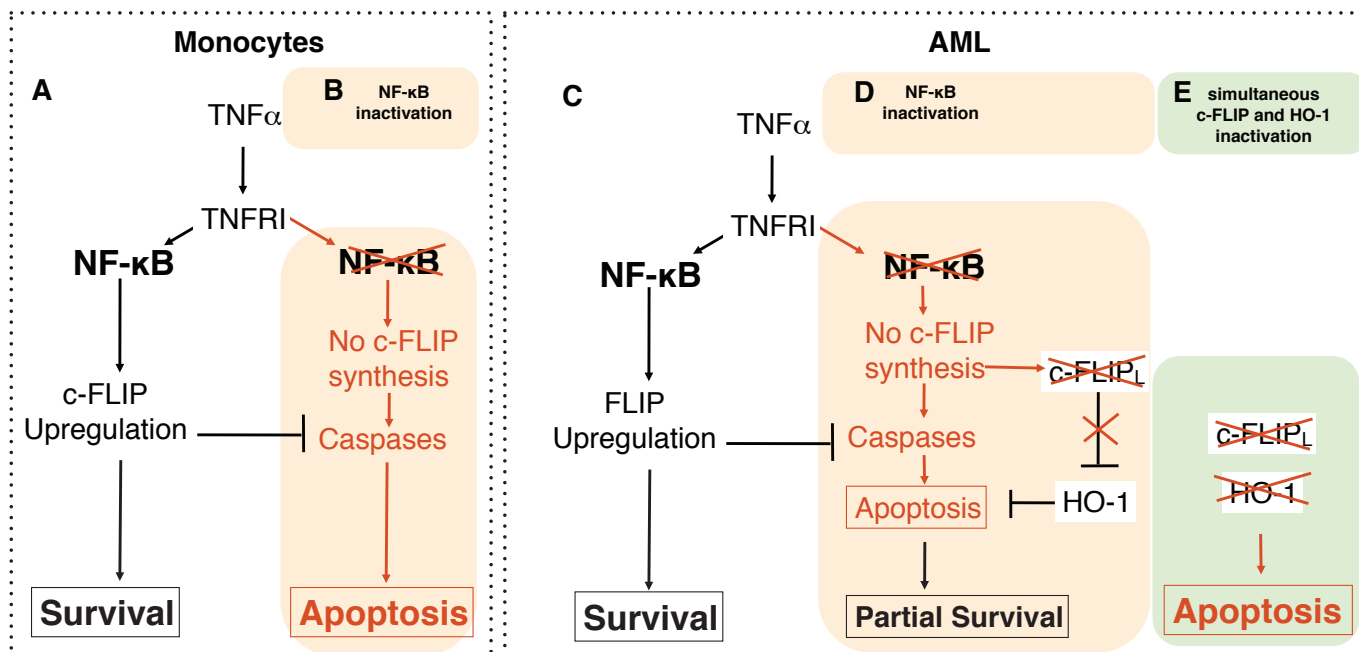 Monocytes
A
B
NF-κB
inactivation
TNFα
TNFRI
NF-κB
NF-κB
No c-FLIP
synthesis
c-FLIP
Upregulation
Caspases
Survival
Apoptosis
AML
C
D
NF-κB
inactivation
E
simultaneous
c-FLIP and HO-1
inactivation
TNFα
TNFRI
NF-κB
NF-κB
No c-FLIP
synthesis
c-FLIPL
FLIP
Upregulation
Caspases
Apoptosis
HO-1
Survival
Partial Survival
c-FLIPL
HO-1
Apoptosis